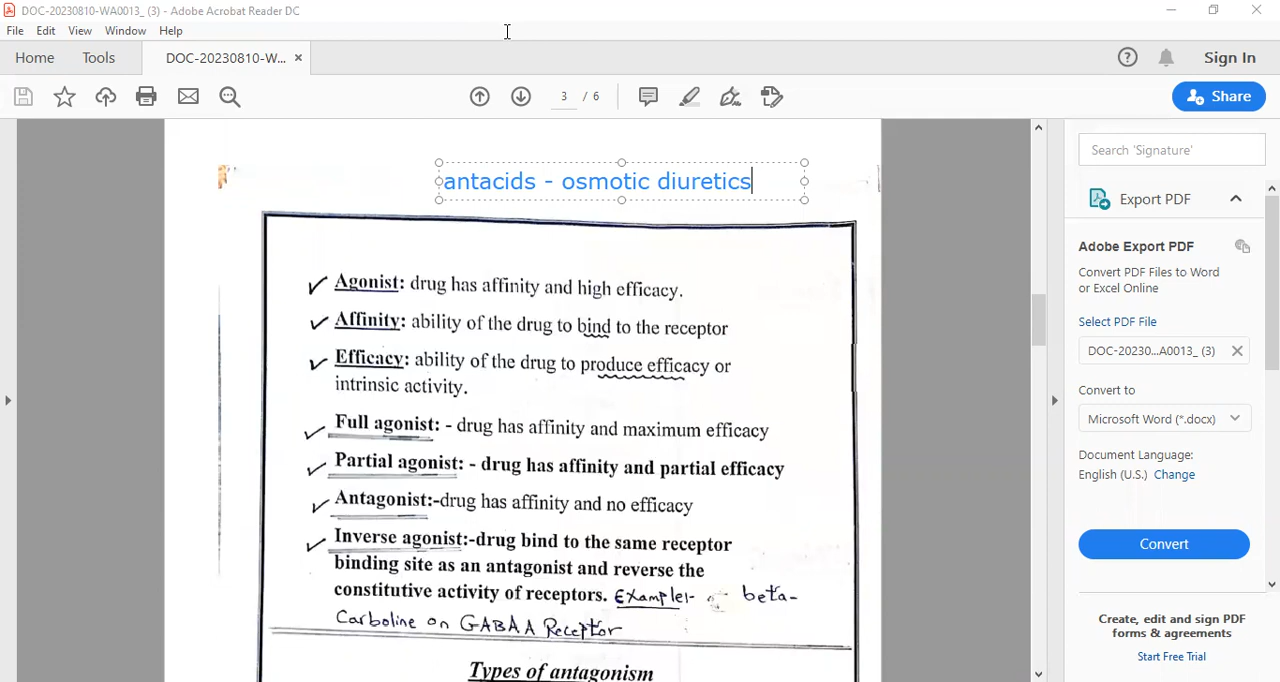 DOC-20230810-WA0013_ (3) - Adobe Acrobat Reader DC
File Edit View Window Help
Home Tools DOC-20230810-W... × Sign In
3 / 6 Share
antacids - osmotic diuretics
Agonist: drug has affinity and high efficacy.
Affinity: ability of the drug to bind to the receptor
Efficacy: ability of the drug to produce efficacy or
intrinsic activity.
Full agonist: - drug has affinity and maximum efficacy
Partial agonist: - drug has affinity and partial efficacy
Antagonist:-drug has affinity and no efficacy
Inverse agonist:-drug bind to the same receptor
binding site as an antagonist and reverse the
constitutive activity of receptors. Example:- beta-
Carboline on GABAA Receptor
Types of antagonism
Search 'Signature'
Export PDF
Adobe Export PDF
Convert PDF Files to Word
or Excel Online
Select PDF File
DOC-20230...A0013_ (3)
Convert to
Microsoft Word (*.docx)
Document Language:
English (U.S.) Change
Convert
Create, edit and sign PDF
forms & agreements
Start Free Trial